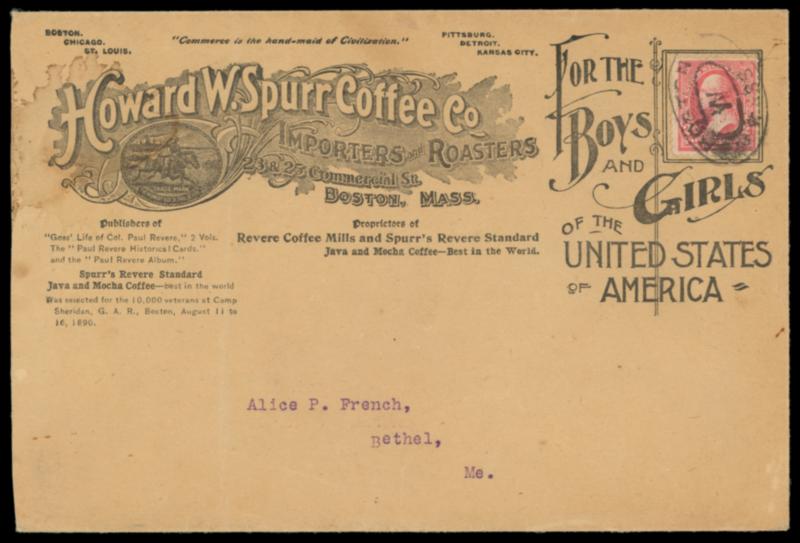 BOSTON.
CHICAGO.
ST. LOUIS.
"Commerce is the hand-maid of Civilization."
PITTSBURG.
DETROIT.
KANSAS CITY.
Howard W. Spurr Coffee Co
IMPORTERS and ROASTERS
23 & 25 Commercial St.
BOSTON, MASS.
TRADE MARK
Publishers of
"Goss' Life of Col. Paul Revere," 2 Vols.
The "Paul Revere Historical Cards."
and the "Paul Revere Album."
Spurr's Revere Standard
Java and Mocha Coffee—best in the world
Was selected for the 10,000 veterans at Camp
Sheridan, G. A. R., Boston, August 11 to
16, 1890.
Proprietors of
Revere Coffee Mills and Spurr's Revere Standard
Java and Mocha Coffee—Best in the World.
FOR THE
BOYS
AND
GIRLS
OF THE
UNITED STATES
OF AMERICA
BOSTON
Alice P. French,
Bethel,
Me.